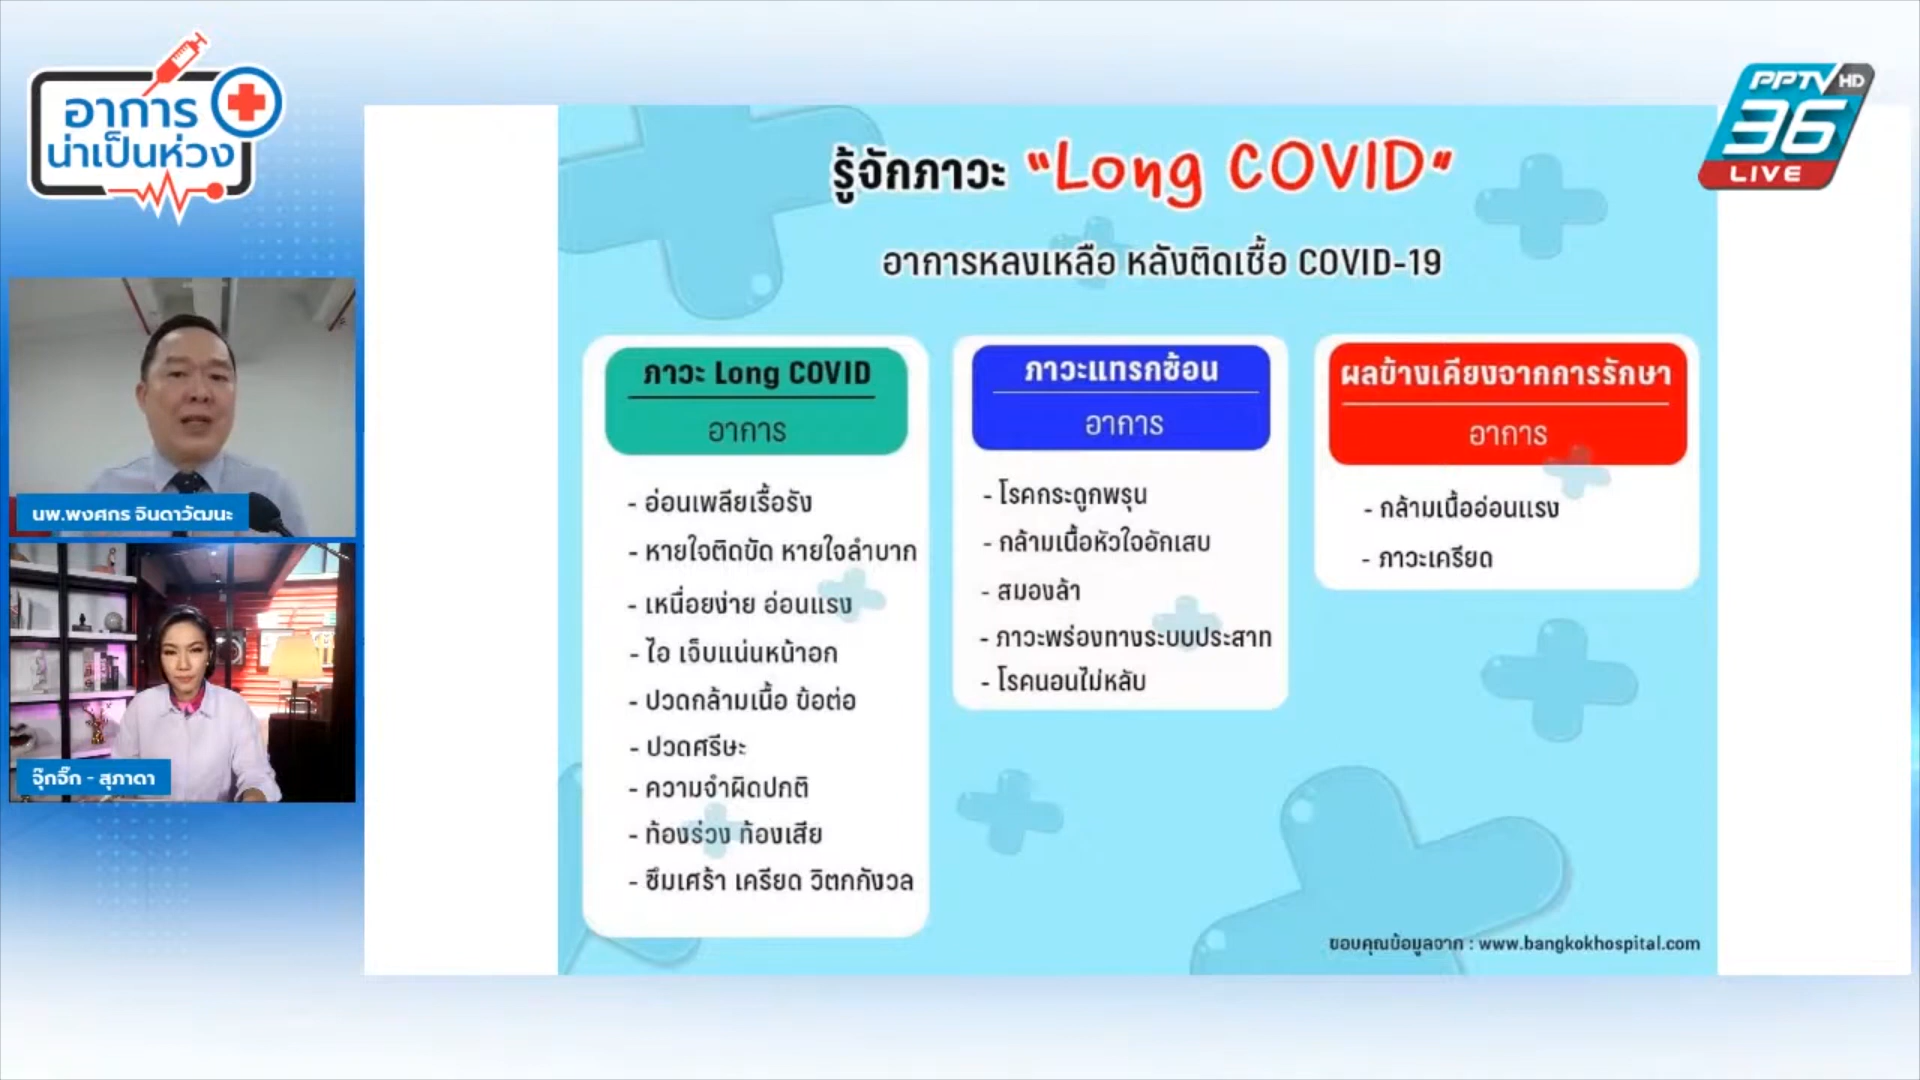 อาการ
น่าเป็นห่วง
PPTV HD
36
LIVE
รู้จักภาวะ "Long COVID"
อาการหลงเหลือ หลังติดเชื้อ COVID-19
ภาวะ Long COVID
อาการ
- อ่อนเพลียเรื้อรัง
- หายใจติดขัด หายใจลำบาก
- เหนื่อยง่าย อ่อนแรง
- ไอ เจ็บแน่นหน้าอก
- ปวดกล้ามเนื้อ ข้อต่อ
- ปวดศรีษะ
- ความจำผิดปกติ
- ท้องร่วง ท้องเสีย
- ซึมเศร้า เครียด วิตกกังวล
ภาวะแทรกซ้อน
อาการ
- โรคกระดูกพรุน
- กล้ามเนื้อหัวใจอักเสบ
- สมองล้า
- ภาวะพร่องทางระบบประสาท
- โรคนอนไม่หลับ
ผลข้างเคียงจากการรักษา
อาการ
- กล้ามเนื้ออ่อนแรง
- ภาวะเครียด
นพ.พงศกร จินดาวัฒนะ
จุ๊กจิ๊ก - สุภาดา
ขอบคุณข้อมูลจาก : www.bangkokhospital.com